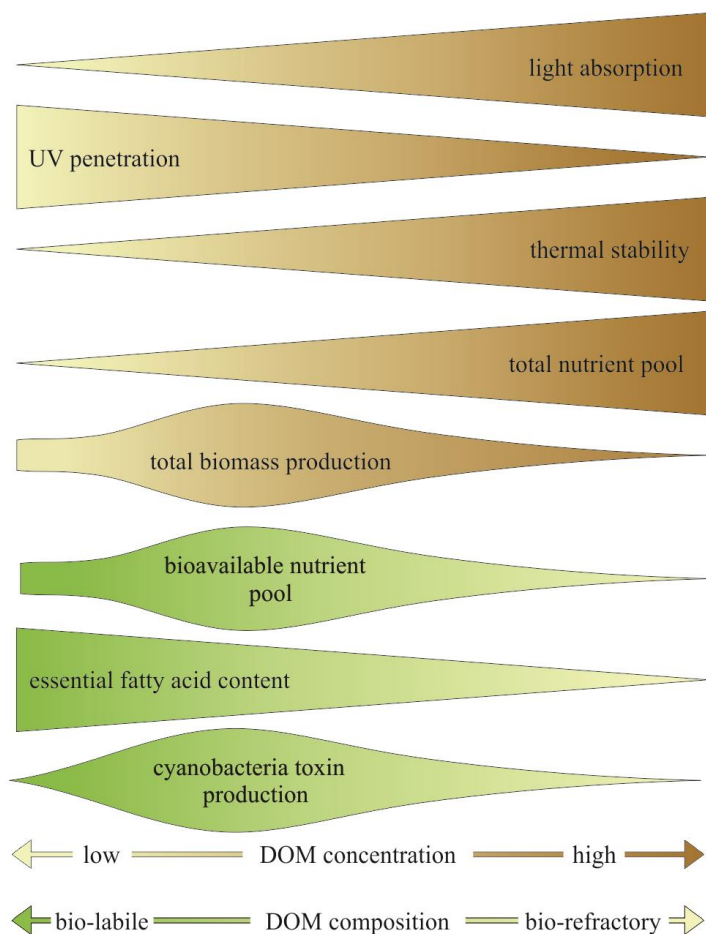 light absorption
UV penetration
thermal stability
total nutrient pool
total biomass production
bioavailable nutrient
pool
essential fatty acid content
cyanobacteria toxin
production
low DOM concentration high
bio-labile DOM composition bio-refractory